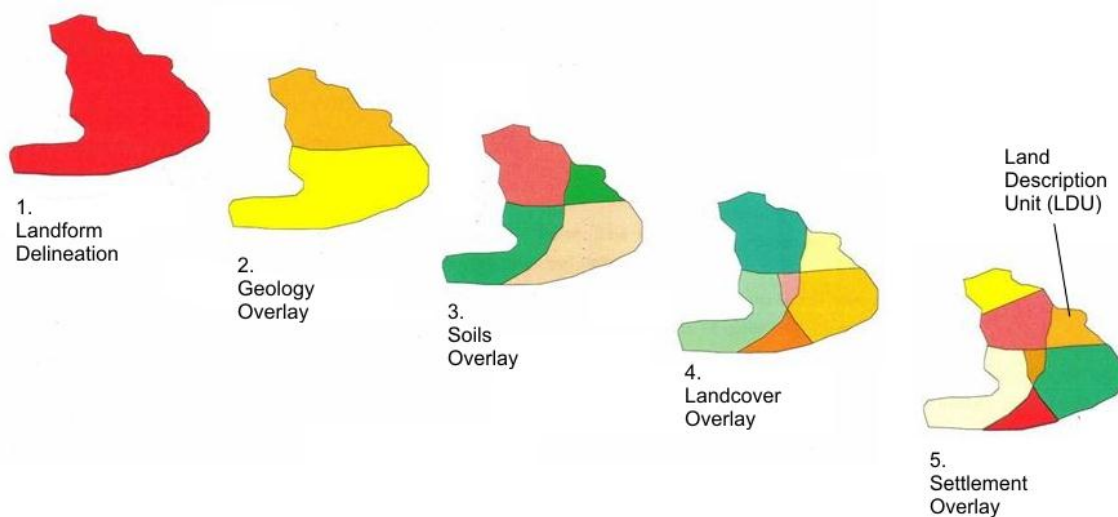 1.
Landform
Delineation
2.
Geology
Overlay
3.
Soils
Overlay
4.
Landcover
Overlay
Land
Description
Unit (LDU)
5.
Settlement
Overlay